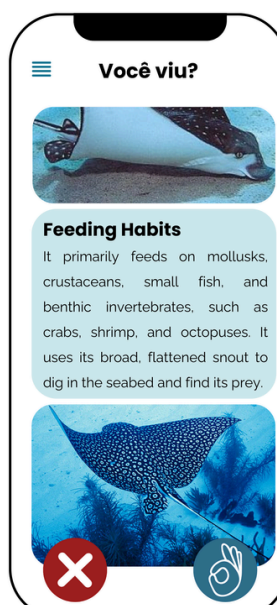 Você viu?
Feeding Habits
It primarily feeds on mollusks,
crustaceans, small fish, and
benthic invertebrates, such as
crabs, shrimp, and octopuses. It
uses its broad, flattened snout to
dig in the seabed and find its prey.